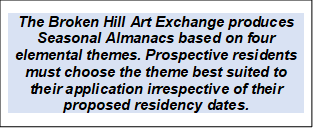 The Broken Hill Art Exchange produces
Seasonal Almanacs based on four
elemental themes. Prospective residents
must choose the theme best suited to
their application irrespective of their
proposed residency dates.